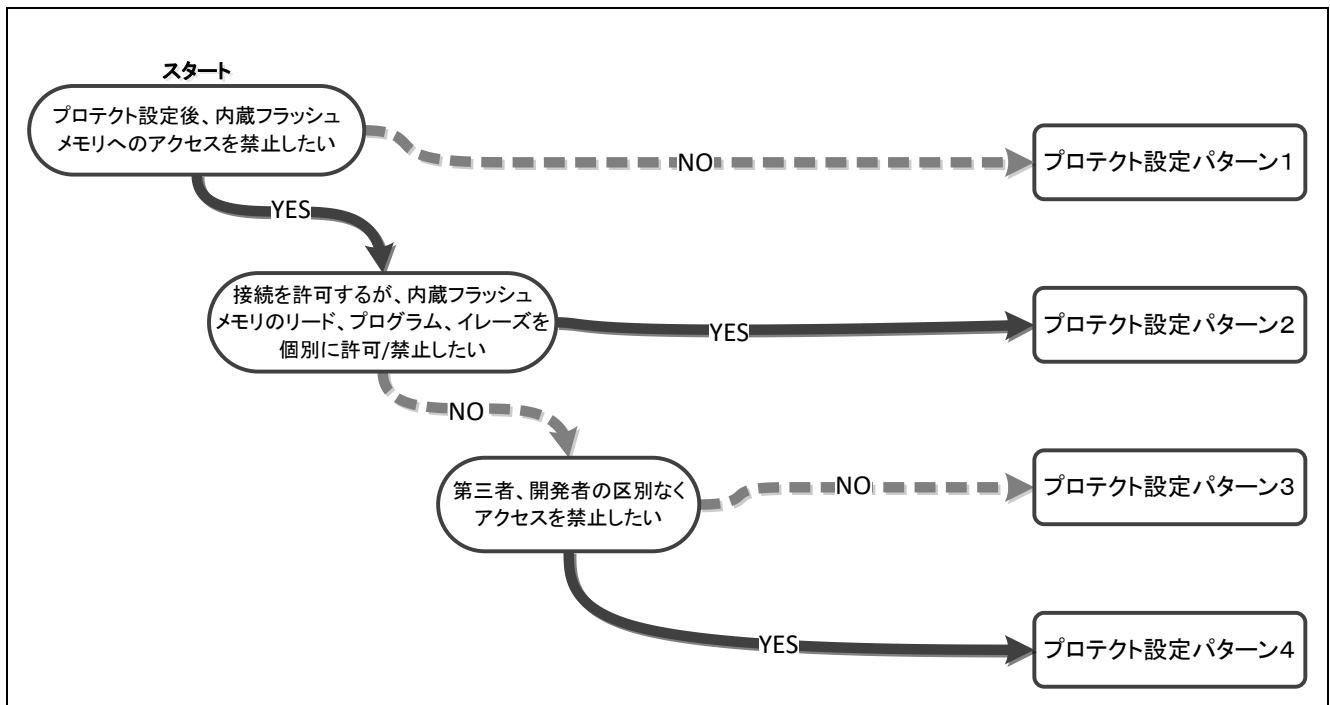 スタート
プロテクト設定後、内蔵フラッシュ
メモリへのアクセスを禁止したい
NO
プロテクト設定パターン1
YES
接続を許可するが、内蔵フラッシュ
メモリのリード、プログラム、イレーズを
個別に許可/禁止したい
YES
プロテクト設定パターン2
NO
第三者、開発者の区別なく
アクセスを禁止したい
NO
プロテクト設定パターン3
YES
プロテクト設定パターン4